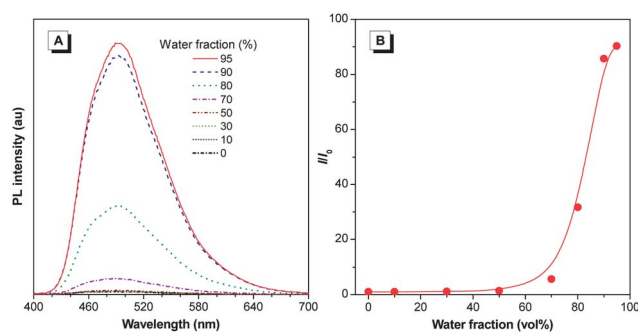 A
Water fraction (%)
95
90
80
70
50
30
10
0
PL intensity (au)
400 460 520 580 640 700
Wavelength (nm)
B
100
80
60
40
20
0
I/I0
0 20 40 60 80 100
Water fraction (vol%)